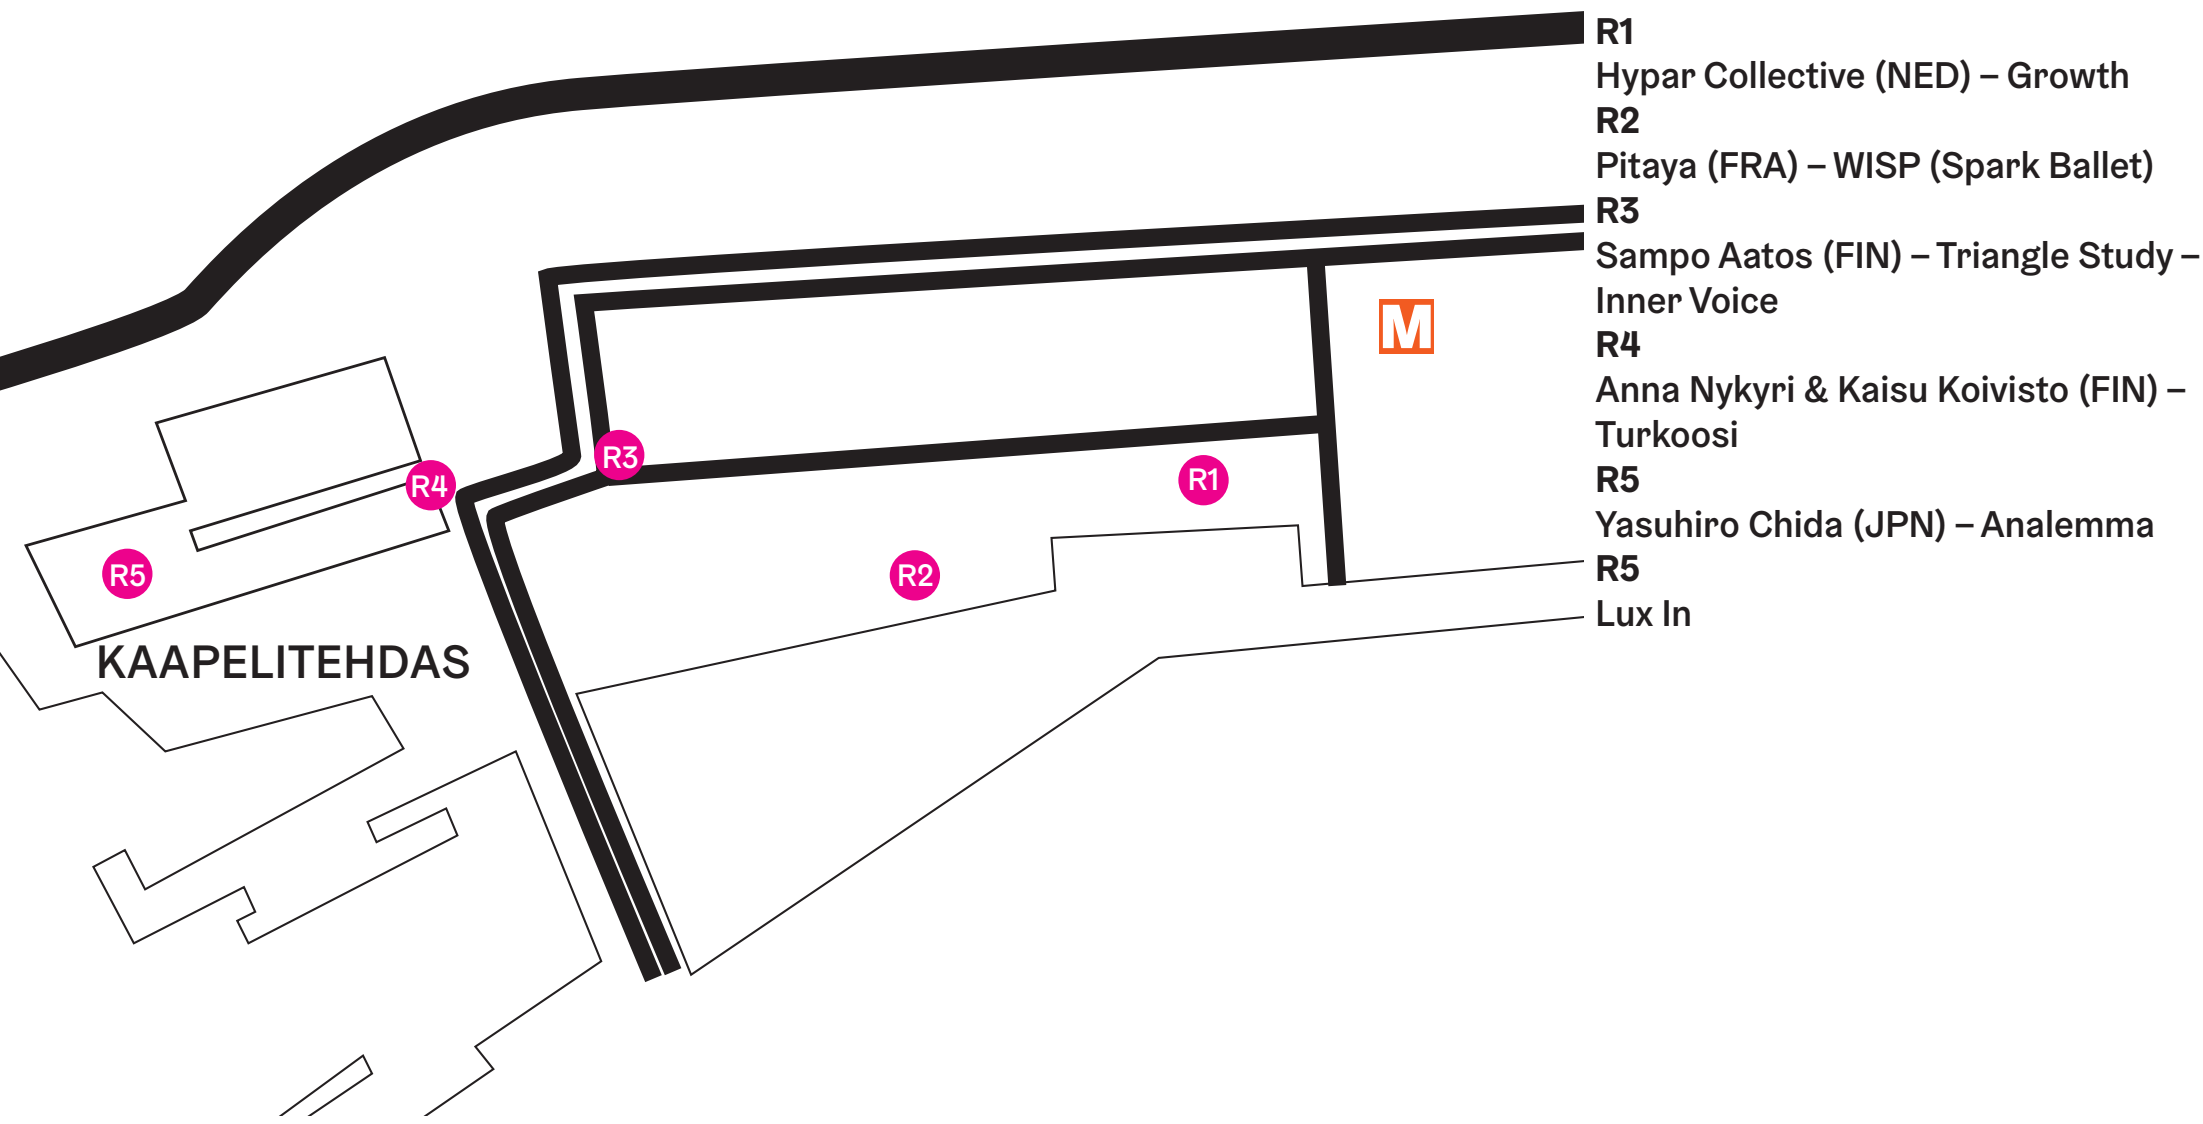 R1
Hypar Collective (NED) – Growth
R2
Pitaya (FRA) – WISP (Spark Ballet)
R3
Sampo Aatos (FIN) – Triangle Study –
Inner Voice
R4
Anna Nykyri & Kaisu Koivisto (FIN) –
Turkoosi
R5
Yasuhiro Chida (JPN) – Analemma
R5
Lux In
M
R3
R4
R1
R5
R2
KAAPELITEHDAS